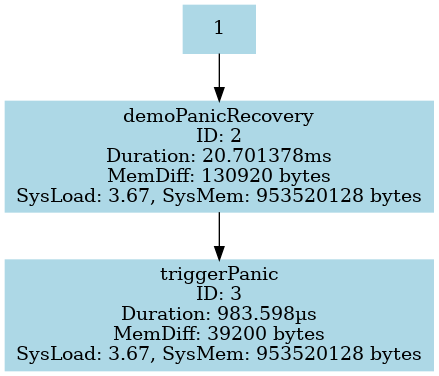 1
demoPanicRecovery
ID: 2
Duration: 20.701378ms
MemDiff: 130920 bytes
SysLoad: 3.67, SysMem: 953520128 bytes
triggerPanic
ID: 3
Duration: 983.598µs
MemDiff: 39200 bytes
SysLoad: 3.67, SysMem: 953520128 bytes